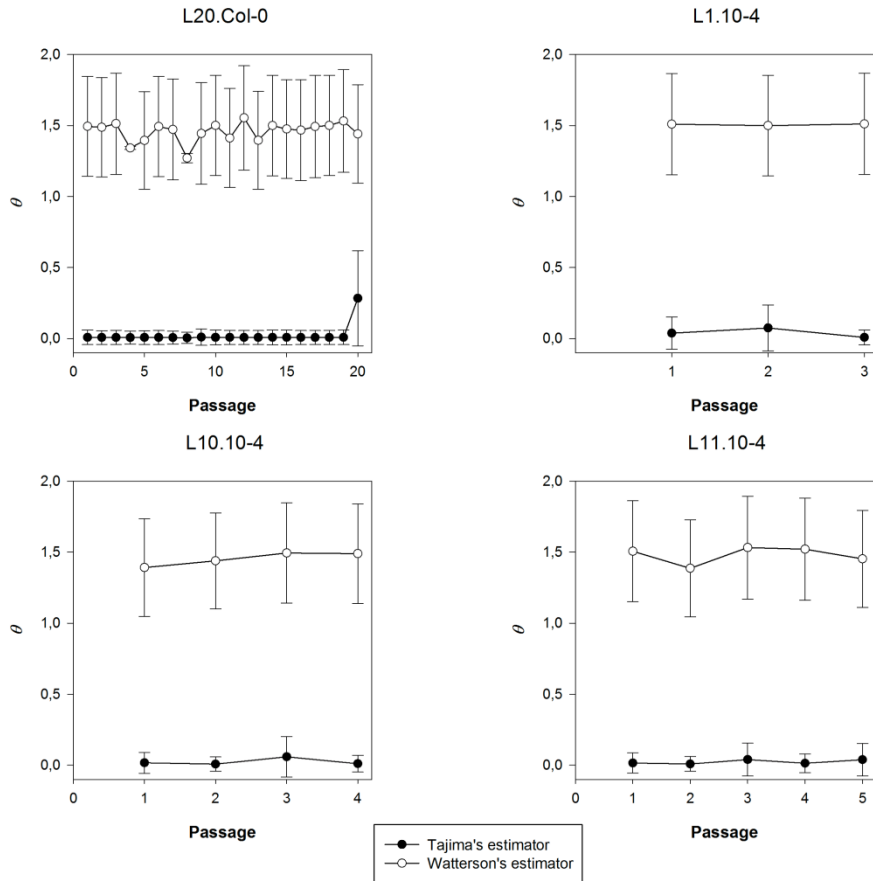 L20.Col-0
2,0
1,5
1,0
0,5
0,0
θ
0 5 10 15 20
Passage
L1.10-4
2,0
1,5
1,0
0,5
0,0
θ
0 1 2 3
Passage
L10.10-4
2,0
1,5
1,0
0,5
0,0
θ
0 1 2 3 4
Passage
L11.10-4
2,0
1,5
1,0
0,5
0,0
θ
0 1 2 3 4 5
Passage
Tajima's estimator
Watterson's estimator